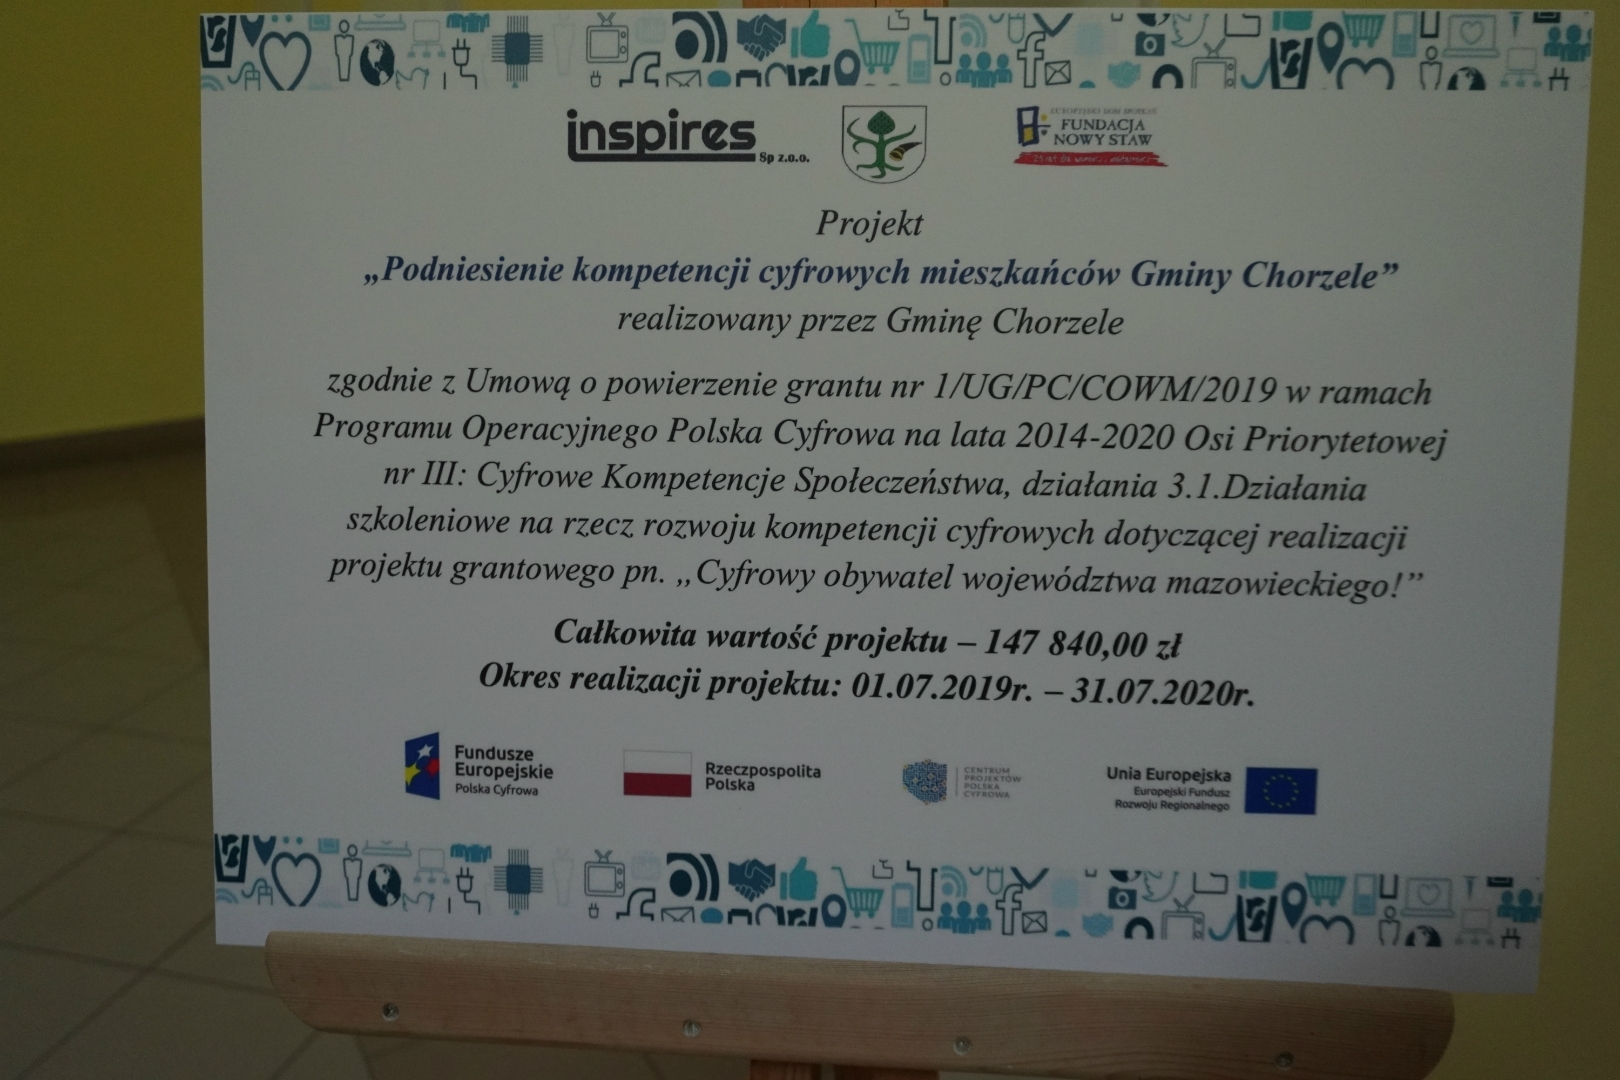 inspires
Sp z.o.o.
FUNDACJA
NOWY STAW
Projekt
„Podniesienie kompetencji cyfrowych mieszkańców Gminy Chorzele”
realizowany przez Gminę Chorzele
zgodnie z Umową o powierzenie grantu nr 1/UG/PC/COWM/2019 w ramach
Programu Operacyjnego Polska Cyfrowa na lata 2014-2020 Osi Priorytetowej
nr III: Cyfrowe Kompetencje Społeczeństwa, działania 3.1.Działania
szkoleniowe na rzecz rozwoju kompetencji cyfrowych dotyczącej realizacji
projektu grantowego pn. „Cyfrowy obywatel województwa mazowieckiego!”
Całkowita wartość projektu – 147 840,00 zł
Okres realizacji projektu: 01.07.2019r. – 31.07.2020r.
Fundusze
Europejskie
Polska Cyfrowa
Rzeczpospolita
Polska
CENTRUM
PROJEKTÓW
POLSKA
CYFROWA
Unia Europejska
Europejski Fundusz
Rozwoju Regionalnego